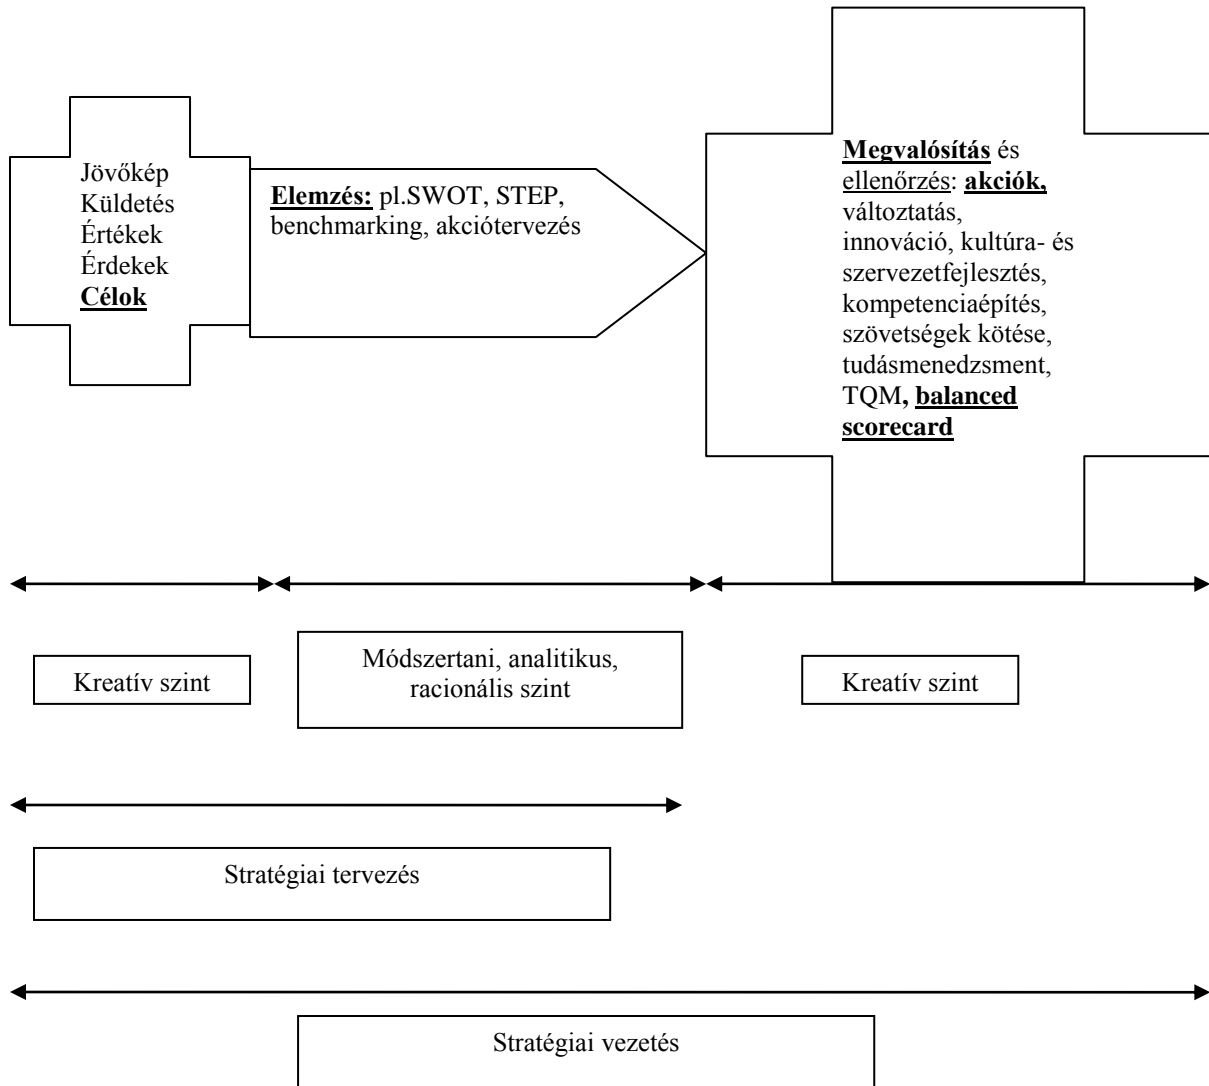 Jövőkép
Küldetés
Értékek
Érdekek
Célok
Elemzés: pl.SWOT, STEP,
benchmarking, akciótervezés
Megvalósítás és
ellenőrzés: akciók,
változtatás,
innováció, kultúra- és
szervezetfejlesztés,
kompetenciaépítés,
szövetségek kötése,
tudásmenedzsment,
TQM, balanced
scorecard
Kreatív szint
Módszertani, analitikus,
racionális szint
Kreatív szint
Stratégiai tervezés
Stratégiai vezetés